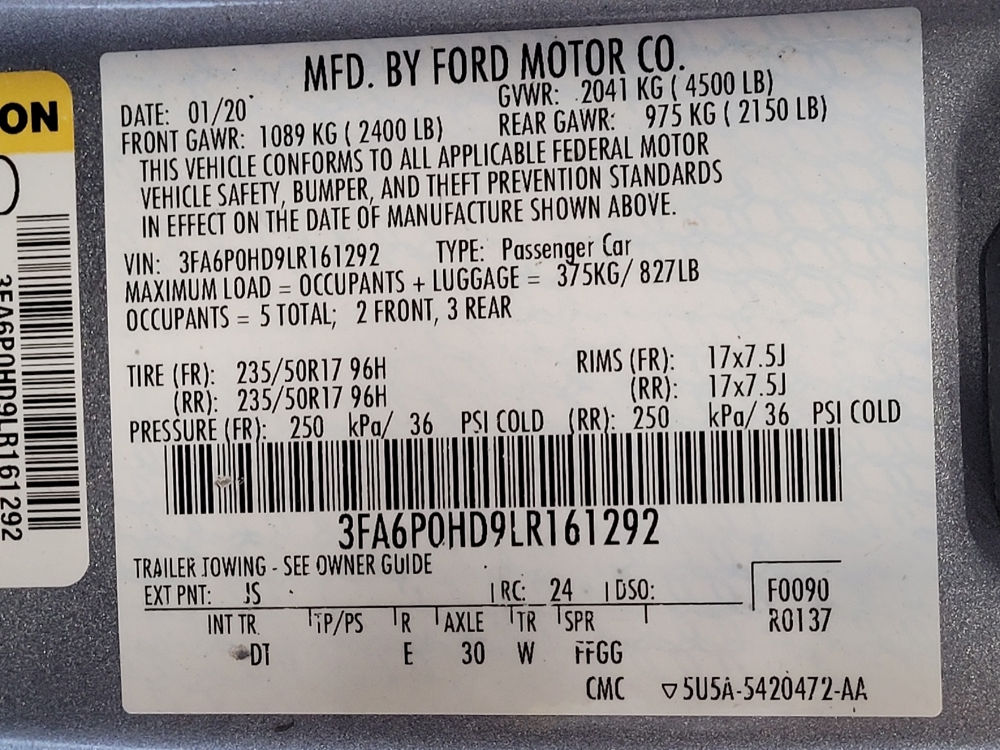 MFD. BY FORD MOTOR CO.
DATE: 01/20 GVWR: 2041 KG ( 4500 LB)
FRONT GAWR: 1089 KG ( 2400 LB) REAR GAWR: 975 KG ( 2150 LB)
THIS VEHICLE CONFORMS TO ALL APPLICABLE FEDERAL MOTOR
VEHICLE SAFETY, BUMPER, AND THEFT PREVENTION STANDARDS
IN EFFECT ON THE DATE OF MANUFACTURE SHOWN ABOVE.
VIN: 3FA6P0HD9LR161292 TYPE: Passenger Car
MAXIMUM LOAD = OCCUPANTS + LUGGAGE = 375KG/ 827LB
OCCUPANTS = 5 TOTAL; 2 FRONT, 3 REAR
TIRE (FR): 235/50R17 96H RIMS (FR): 17x7.5J
(RR): 235/50R17 96H (RR): 17x7.5J
PRESSURE (FR): 250 kPa/ 36 PSI COLD (RR): 250 kPa/ 36 PSI COLD
3FA6P0HD9LR161292
TRAILER TOWING - SEE OWNER GUIDE
EXT PNT: JS RC: 24 DSO: F0090
INT TR TP/PS R AXLE TR SPR R0137
DT E 30 W FFGG
CMC ▽5U5A-5420472-AA
ON
3FA6P0HD9LR161292